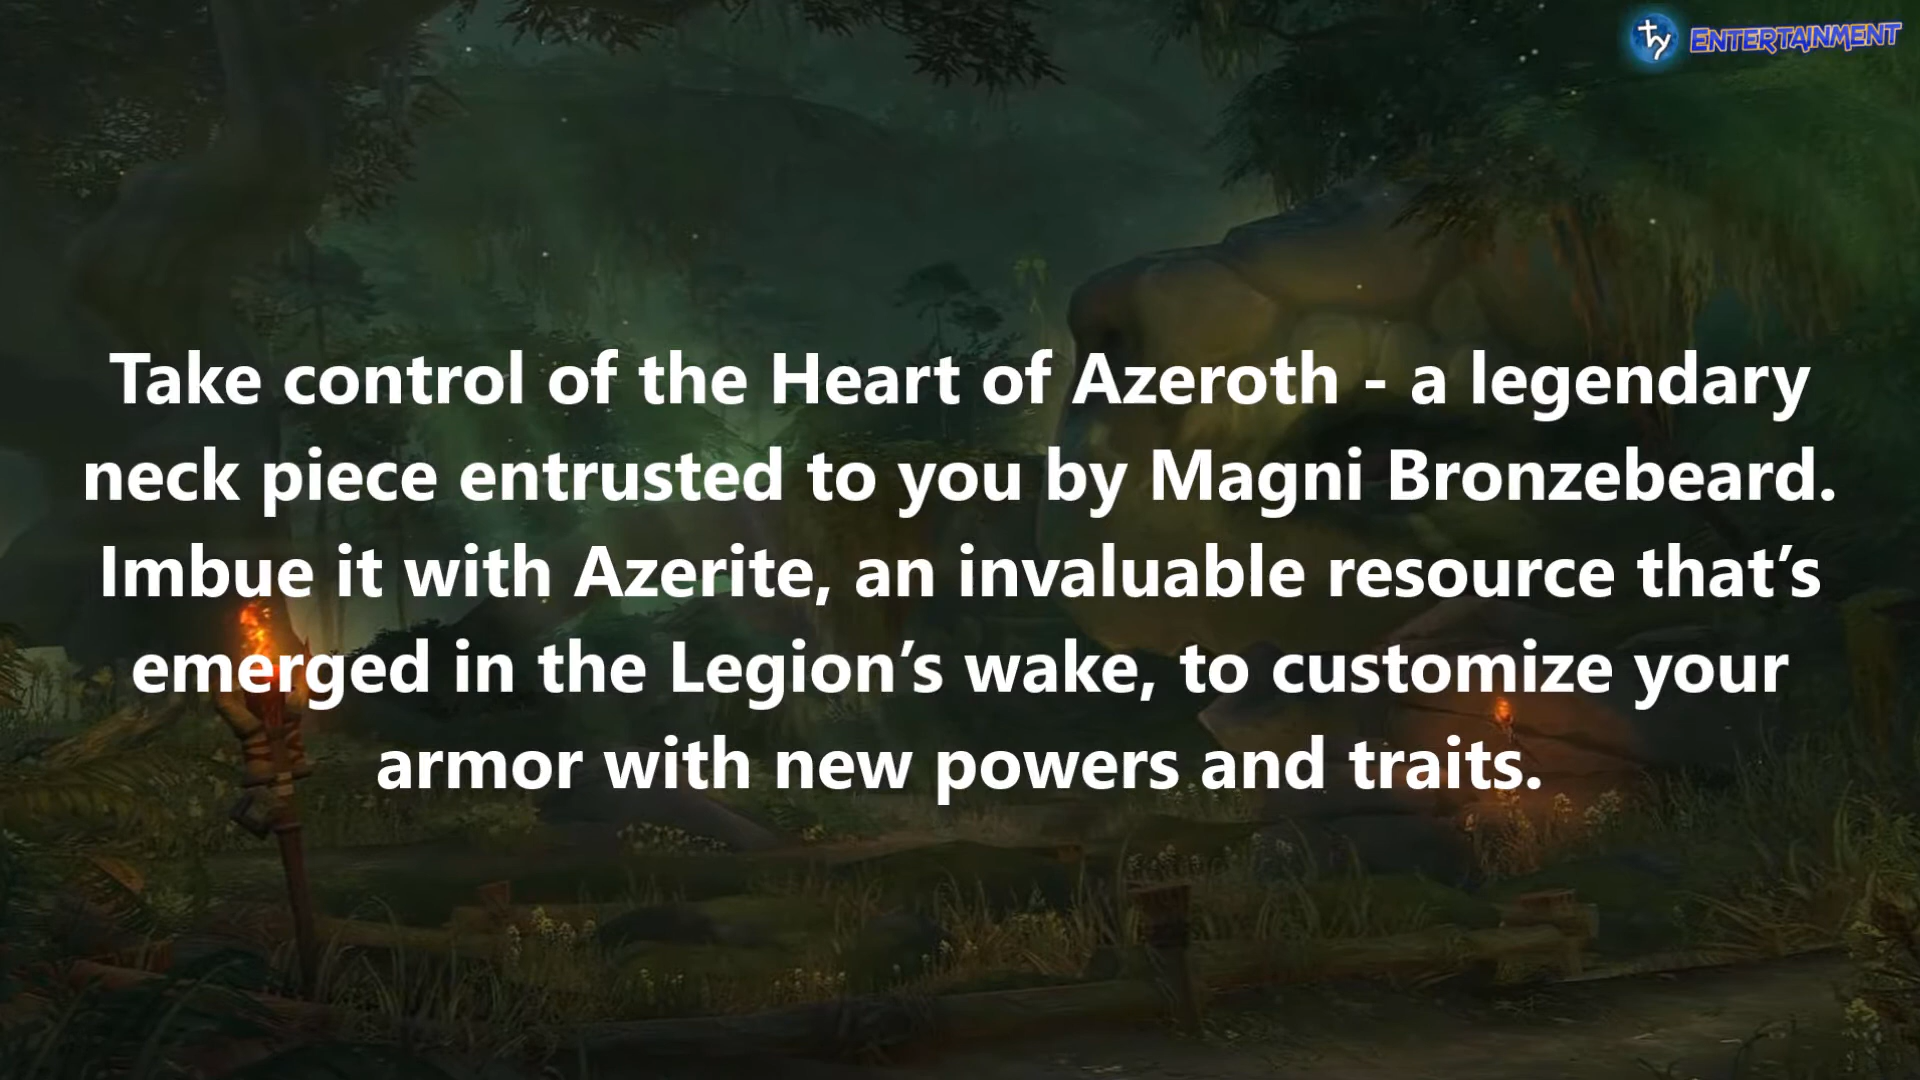 ty ENTERTAINMENT
Take control of the Heart of Azeroth - a legendary
neck piece entrusted to you by Magni Bronzebeard.
Imbue it with Azerite, an invaluable resource that’s
emerged in the Legion’s wake, to customize your
armor with new powers and traits.